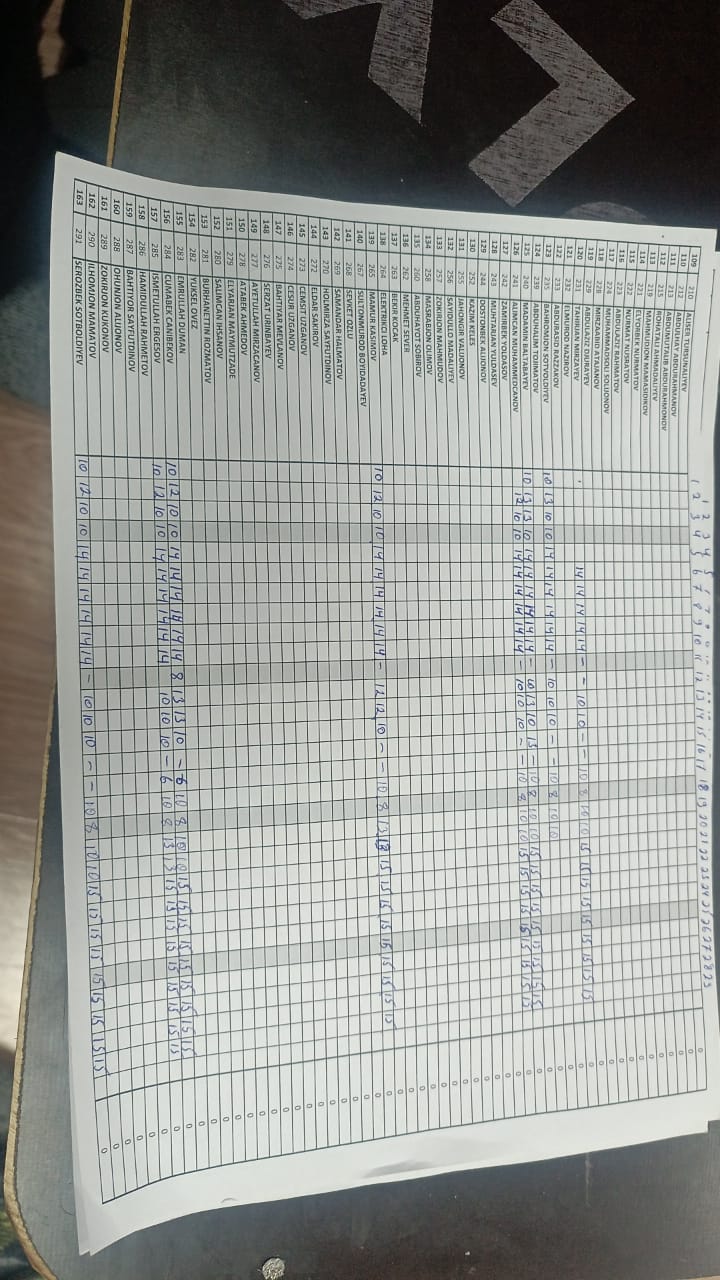 1 2 3 4 5 6 7 8 9 10 11 12 13 14 15 16 17 18 19 20 21 22 23 24 25 26 27 28 29
109 210 ALISER TURSUNALIYEV 0
110 212 ABDULHAY ABDURAHMANOV 0
111 213 ABDUMUTALIB ABDURAHMONOV 0
112 215 ROHATALI AHMADALIYEV 0
113 219 MAHMUDJON MAMASIDIKOV 0
114 221 ELYORBEK NURMATOV 0
115 222 NURMAT NUSRATOV 0
116 223 ABDULAZIZ RAHMATOV 0
117 224 MUHAMMADSOLI SOLIJONOV 0
118 228 MIRZAABID ATAJANOV 0
119 229 ABDULAZIZ DJURAYEV 0
120 231 TAHIRJAN MIRZAYEV 14 14 14 14 14 - - 10 10 - - 10 8 10 10 15 15 15 15 15 15 15 15 15 0
121 232 ELMUROD NAZIROV 0
122 233 ABDURASID RAZZAKOV 0
123 235 BAHROMJON SOTVOLDIYEV 10 13 10 10 14 14 14 14 14 14 - 10 10 10 - - 10 8 10 10 0
124 239 ABDUHALIM TOJIMATOV 0
125 240 MADAMIN BALTABAYEV 10 13 13 10 14 14 14 14 14 14 - 10 13 10 13 - 10 8 10 10 15 15 15 15 15 15 15 15 15 0
126 241 ALIMCAN MUHAMMEDCANOV 12 10 10 14 14 14 14 14 14 - 10 10 10 - - 10 8 10 10 15 15 15 15 15 15 15 15 15 0
127 242 ZAMIRBEK YOLDASOV 0
128 243 MUHTARJAN YULDASEV 0
129 244 DOSTONBEK ALIJONOV 0
130 252 KAZIM KELES 0
131 255 JAHONGIR VALIJONOV 0
132 256 SAYIDULLO MADALIYEV 0
133 257 ZOKIRJON MAHMUDOV 0
134 258 MASRABJON OLIMOV 0
135 260 ABDUHAYOT SOBIROV 0
136 262 MEHMET SEVER 0
137 263 BEKIR KOCAK 0
138 264 ELEKTRIKCI LOHA 0
139 265 MAMUR KASIMOV 10 12 10 10 14 14 14 14 14 14 - 12 12 10 - - 10 8 13 13 15 15 15 15 15 15 15 15 15 0
140 267 SULTONMUROD BOYIDADAYEV 0
141 268 SEVKET OZLU 0
142 269 SAMANDAR HALMATOV 0
143 270 HOLMIRZA SAYFUTDINOV 0
144 272 ELDAR SAKIROV 0
145 273 CEMSIT UZGANOV 0
146 274 CESUR UZGANOV 0
147 275 BAHTIYAR MEVLANOV 0
148 276 SERZAT URINBAYEV 0
149 277 AYETULLAH MIRZACANOV 0
150 278 ATABEK AHMEDOV 0
151 279 ELYARJAN MAYMUTZADE 0
152 280 SALIMCAN IHSANOV 0
153 281 BURHANETTIN ROZMATOV 0
154 282 YUKSEL OVEZ 0
155 283 EMRULLAH DUMAN 0
156 284 CUMABEK CANIBEKOV 10 12 10 10 14 14 14 14 14 14 8 13 13 10 - 6 10 8 10 10 15 15 15 15 15 15 15 15 15 0
157 285 ISMETULLAH ERGESOV 10 12 10 10 14 14 14 14 14 14 10 10 10 - 6 10 8 13 13 15 15 15 15 15 15 15 15 15 0
158 286 HAMIDULLAH RAHMETOV 0
159 287 BAHTIYOR SAYFUTDINOV 0
160 288 OHUNJON ALIJONOV 0
161 289 ZOKIRJON KUKONOV 0
162 290 ILHOMJON MAMATOV 0
163 291 SEROZBEK SOTBOLDIYEV 10 12 10 10 14 14 14 14 14 14 - 10 10 10 - - 10 8 10 10 15 15 15 15 15 15 15 15 15 0